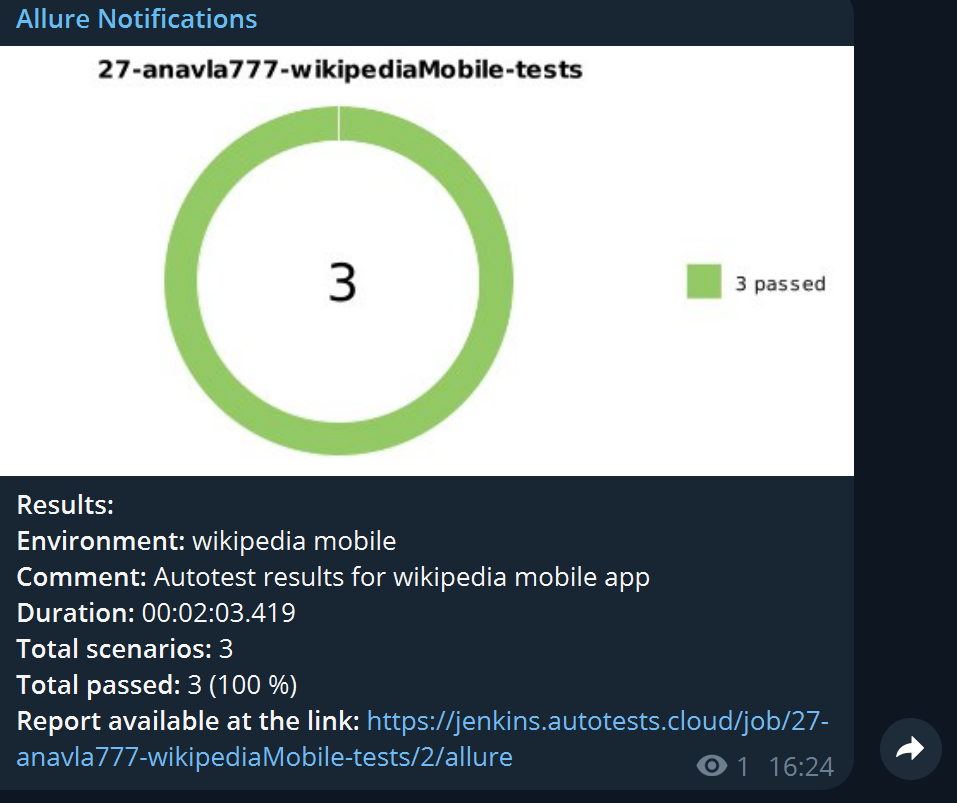 Allure Notifications
27-anavla777-wikipediaMobile-tests
3
3 passed
Results:
Environment: wikipedia mobile
Comment: Autotest results for wikipedia mobile app
Duration: 00:02:03.419
Total scenarios: 3
Total passed: 3 (100 %)
Report available at the link: https://jenkins.autotests.cloud/job/27-
anavla777-wikipediaMobile-tests/2/allure
1 16:24